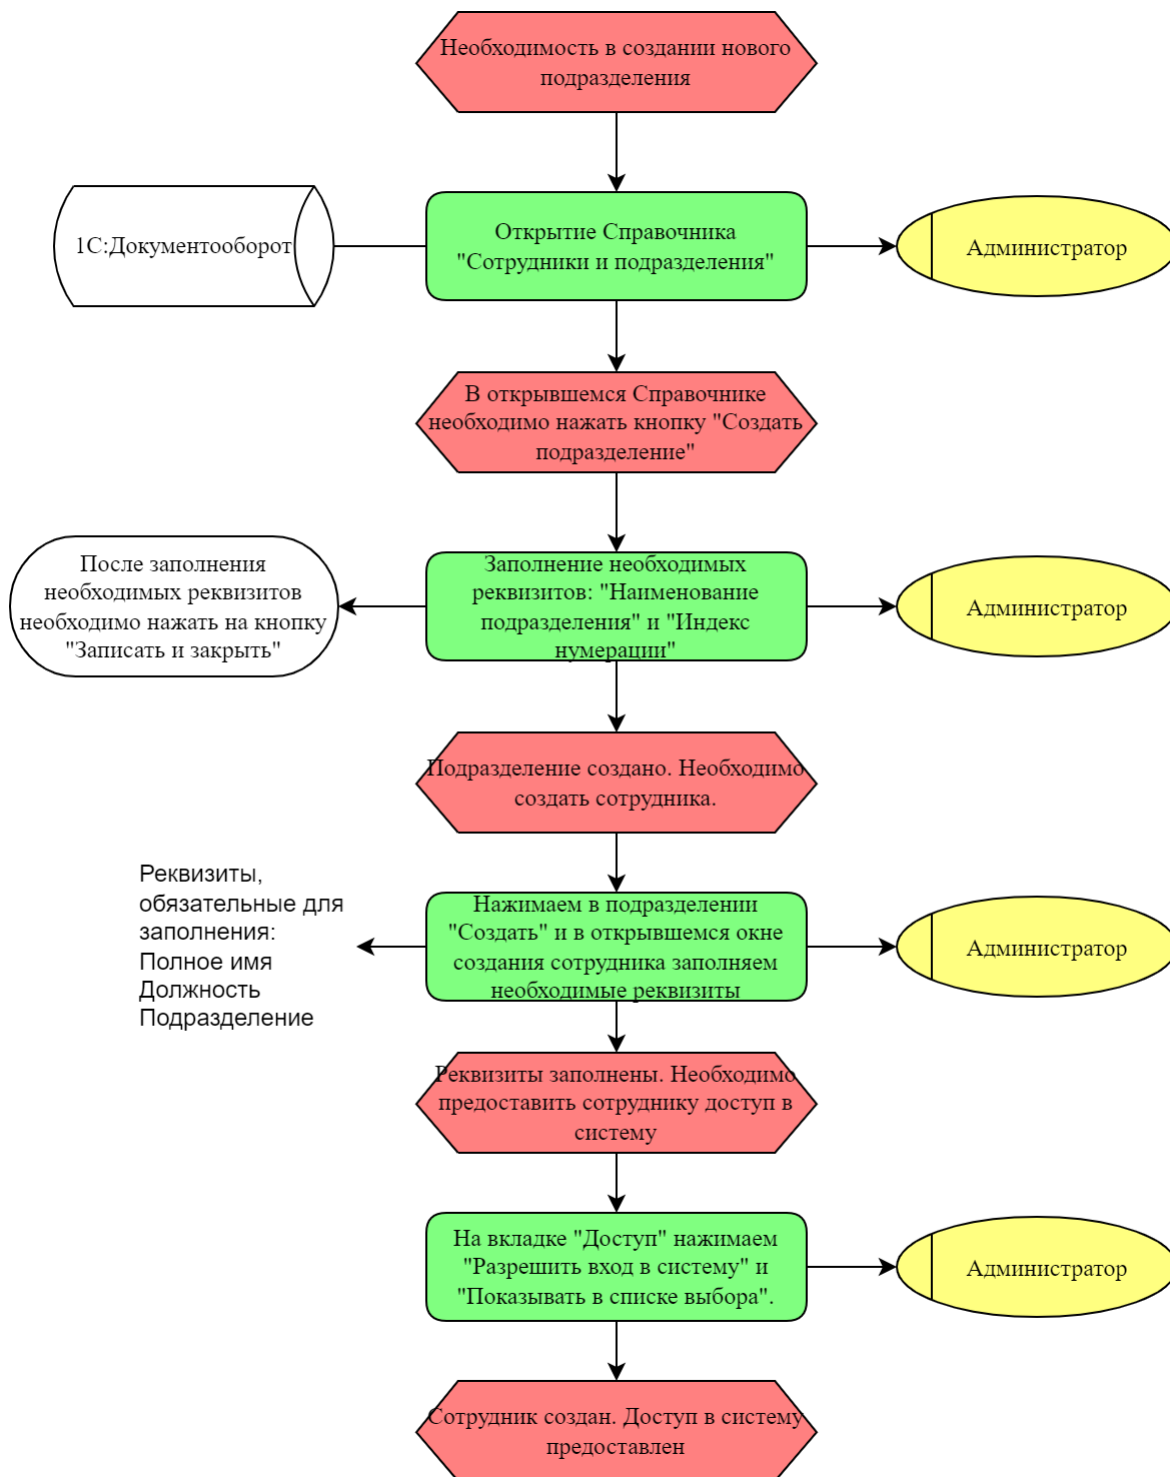 Необходимость в создании нового
подразделения
1С:Документооборот
Открытие Справочника
"Сотрудники и подразделения"
Администратор
В открывшемся Справочнике
необходимо нажать кнопку "Создать
подразделение"
После заполнения
необходимых реквизитов
необходимо нажать на кнопку
"Записать и закрыть"
Заполнение необходимых
реквизитов: "Наименование
подразделения" и "Индекс
нумерации"
Администратор
Подразделение создано. Необходимо
создать сотрудника.
Реквизиты,
обязательные для
заполнения:
Полное имя
Должность
Подразделение
Нажимаем в подразделении
"Создать" и в открывшемся окне
создания сотрудника заполняем
необходимые реквизиты
Администратор
Реквизиты заполнены. Необходимо
предоставить сотруднику доступ в
систему
На вкладке "Доступ" нажимаем
"Разрешить вход в систему" и
"Показывать в списке выбора".
Администратор
Сотрудник создан. Доступ в систему
предоставлен